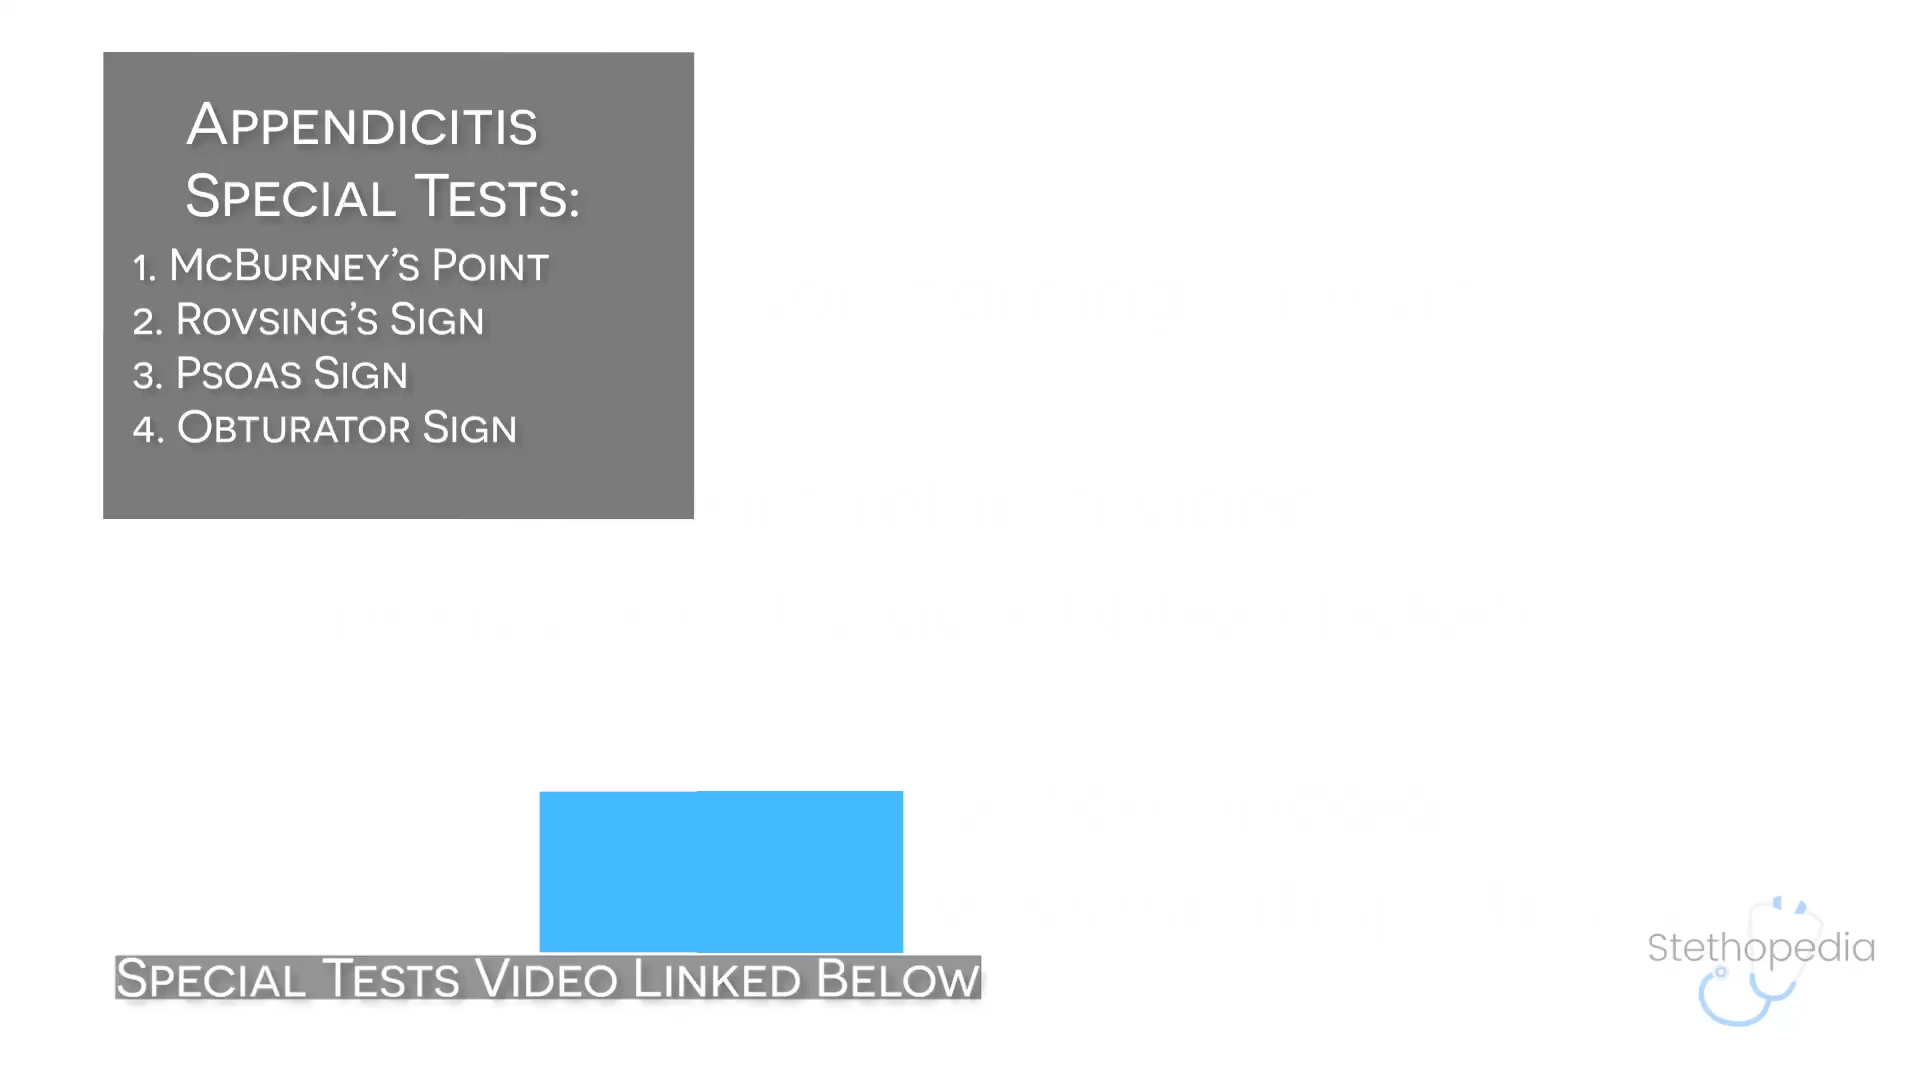 Appendicitis
Special Tests:
1. McBurney's Point
2. Rovsing's Sign
3. Psoas Sign
4. Obturator Sign
Special Tests Video Linked Below
Stethopedia